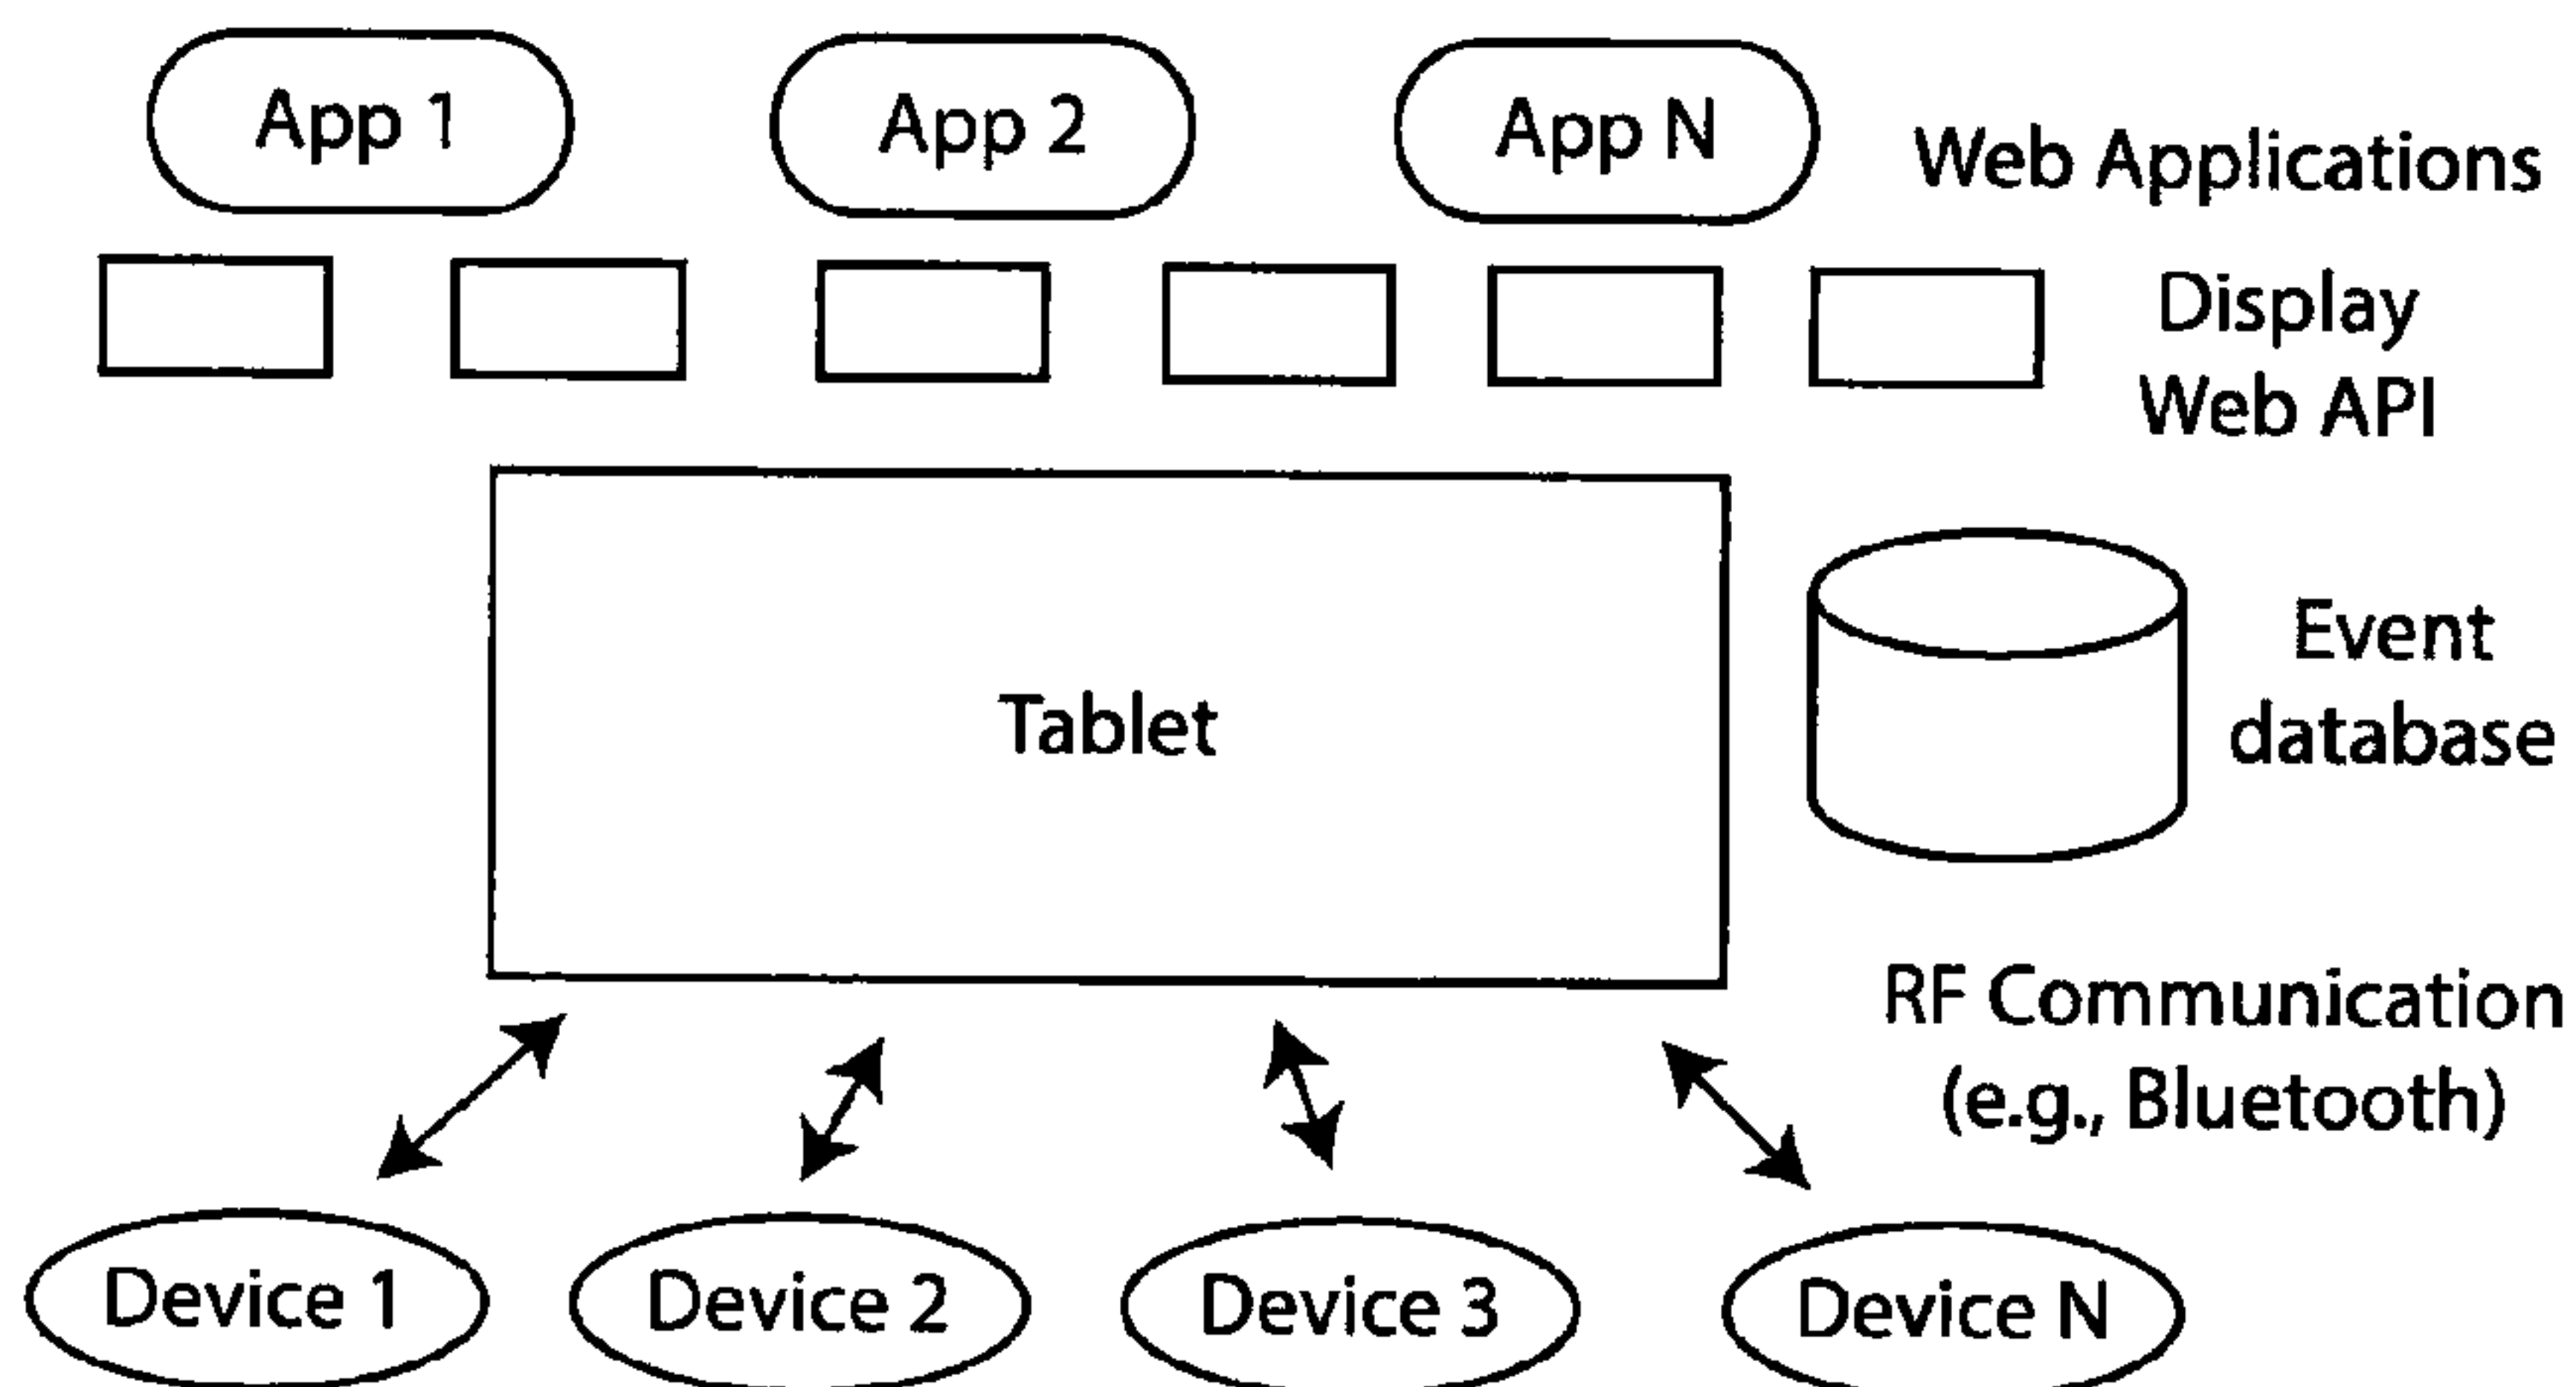 App 1
App 2
App N
Web Applications
Display
Web API
Tablet
Event
database
RF Communication
(e.g., Bluetooth)
Device 1
Device 2
Device 3
Device N